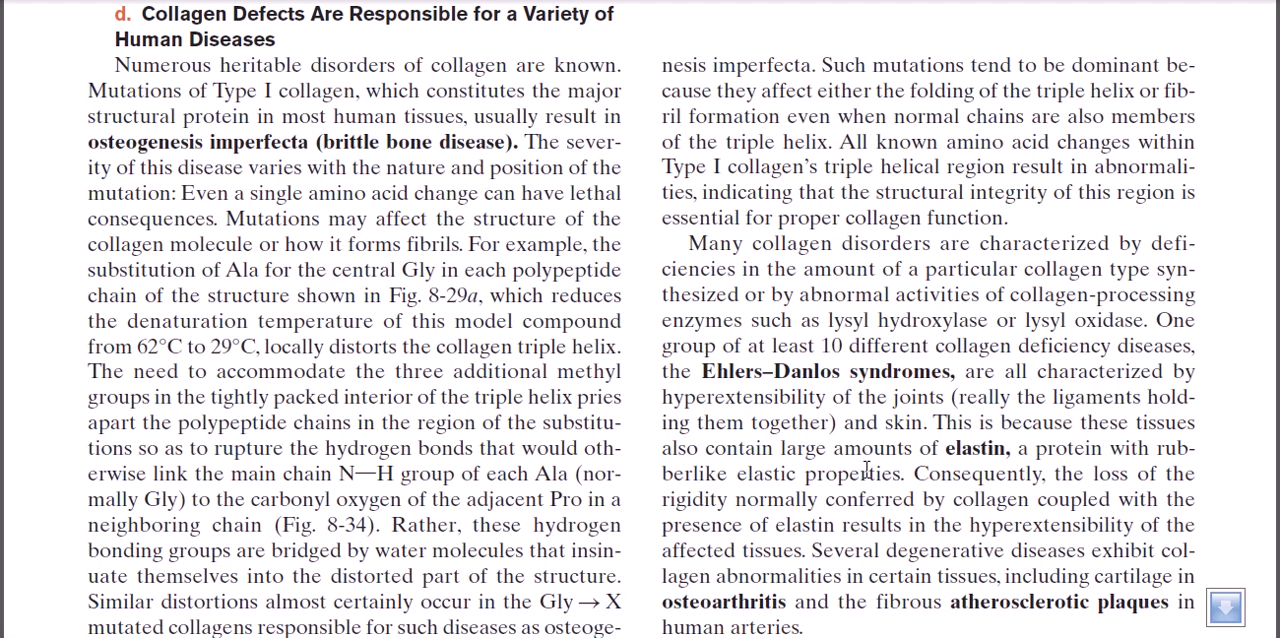 d. Collagen Defects Are Responsible for a Variety of
Human Diseases
Numerous heritable disorders of collagen are known.
Mutations of Type I collagen, which constitutes the major
structural protein in most human tissues, usually result in
osteogenesis imperfecta (brittle bone disease). The sever-
ity of this disease varies with the nature and position of the
mutation: Even a single amino acid change can have lethal
consequences. Mutations may affect the structure of the
collagen molecule or how it forms fibrils. For example, the
substitution of Ala for the central Gly in each polypeptide
chain of the structure shown in Fig. 8-29a, which reduces
the denaturation temperature of this model compound
from 62°C to 29°C, locally distorts the collagen triple helix.
The need to accommodate the three additional methyl
groups in the tightly packed interior of the triple helix pries
apart the polypeptide chains in the region of the substitu-
tions so as to rupture the hydrogen bonds that would oth-
erwise link the main chain N—H group of each Ala (nor-
mally Gly) to the carbonyl oxygen of the adjacent Pro in a
neighboring chain (Fig. 8-34). Rather, these hydrogen
bonding groups are bridged by water molecules that insin-
uate themselves into the distorted part of the structure.
Similar distortions almost certainly occur in the Gly → X
mutated collagens responsible for such diseases as osteoge-
nesis imperfecta. Such mutations tend to be dominant be-
cause they affect either the folding of the triple helix or fib-
ril formation even when normal chains are also members
of the triple helix. All known amino acid changes within
Type I collagen's triple helical region result in abnormali-
ties, indicating that the structural integrity of this region is
essential for proper collagen function.
Many collagen disorders are characterized by defi-
ciencies in the amount of a particular collagen type syn-
thesized or by abnormal activities of collagen-processing
enzymes such as lysyl hydroxylase or lysyl oxidase. One
group of at least 10 different collagen deficiency diseases,
the Ehlers–Danlos syndromes, are all characterized by
hyperextensibility of the joints (really the ligaments hold-
ing them together) and skin. This is because these tissues
also contain large amounts of elastin, a protein with rub-
berlike elastic properties. Consequently, the loss of the
rigidity normally conferred by collagen coupled with the
presence of elastin results in the hyperextensibility of the
affected tissues. Several degenerative diseases exhibit col-
lagen abnormalities in certain tissues, including cartilage in
osteoarthritis and the fibrous atherosclerotic plaques in
human arteries.